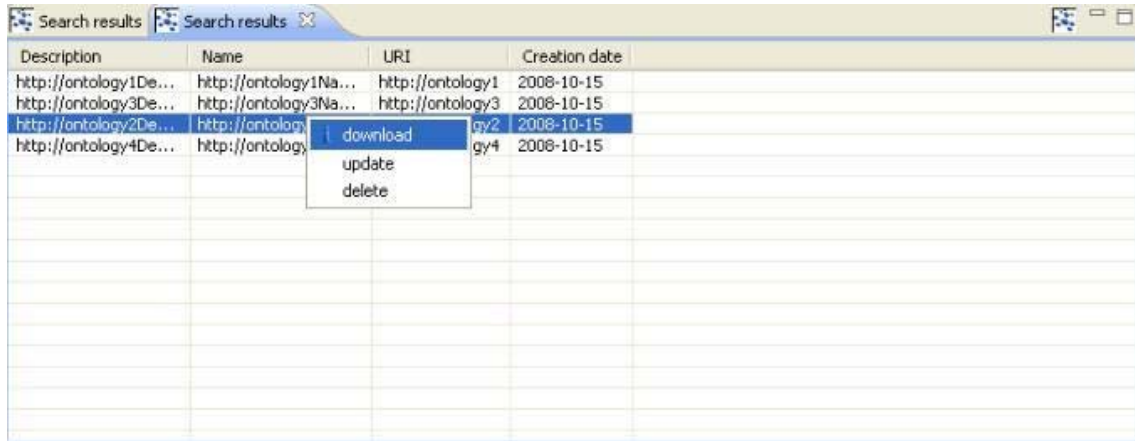 Search results Search results
Description Name URI Creation date
http://ontology1De... http://ontology1Na... http://ontology1 2008-10-15
http://ontology3De... http://ontology3Na... http://ontology3 2008-10-15
http://ontology2De... http://ontology gy2 2008-10-15
download
http://ontology4De... http://ontology gy4 2008-10-15
update
delete